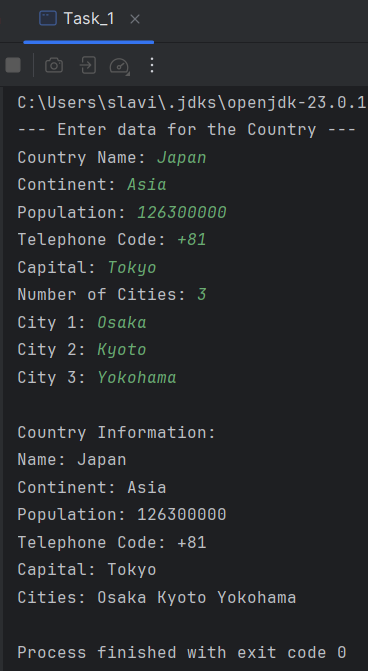 Task_1
C:\Users\slavi\.jdks\openjdk-23.0.1
--- Enter data for the Country ---
Country Name: Japan
Continent: Asia
Population: 126300000
Telephone Code: +81
Capital: Tokyo
Number of Cities: 3
City 1: Osaka
City 2: Kyoto
City 3: Yokohama
Country Information:
Name: Japan
Continent: Asia
Population: 126300000
Telephone Code: +81
Capital: Tokyo
Cities: Osaka Kyoto Yokohama
Process finished with exit code 0